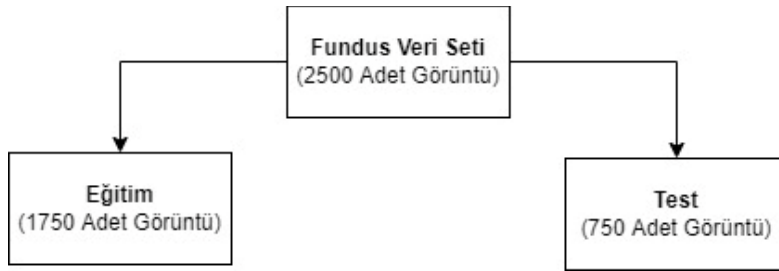 Fundus Veri Seti
(2500 Adet Görüntü)
Eğitim
(1750 Adet Görüntü)
Test
(750 Adet Görüntü)